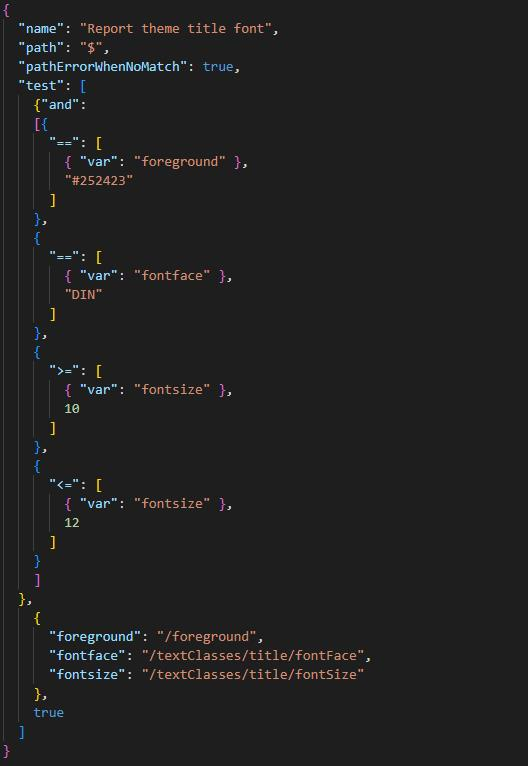 {
  "name": "Report theme title font",
  "path": "$",
  "pathErrorWhenNoMatch": true,
  "test": [
    {"and":
    [{
      "==": [
        { "var": "foreground" },
        "#252423"
      ]
    },
    {
      "==": [
        { "var": "fontface" },
        "DIN"
      ]
    },
    {
      ">=": [
        { "var": "fontsize" },
        10
      ]
    },
    {
      "<=": [
        { "var": "fontsize" },
        12
      ]
    }
    ]
  },
    {
      "foreground": "/foreground",
      "fontface": "/textClasses/title/fontFace",
      "fontsize": "/textClasses/title/fontSize"
    },
    true
  ]
}